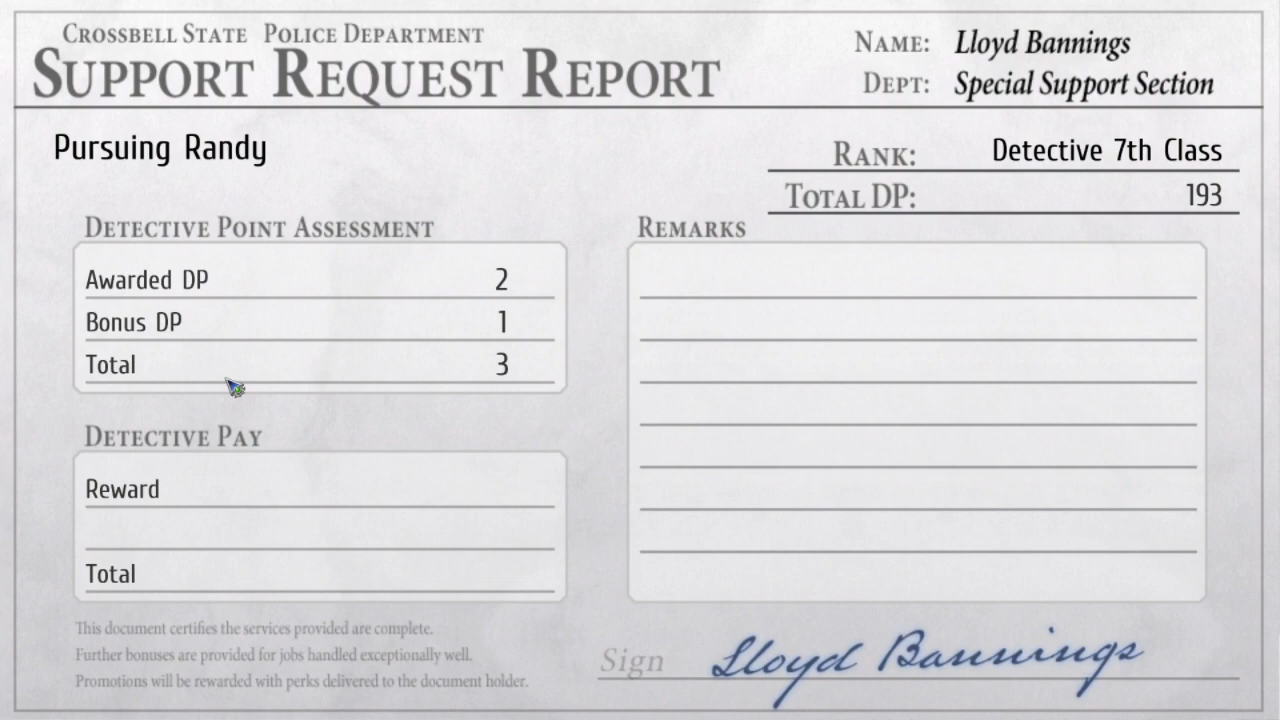 CROSSBELL STATE POLICE DEPARTMENT
SUPPORT REQUEST REPORT
NAME: Lloyd Bannings
DEPT: Special Support Section
Pursuing Randy
RANK: Detective 7th Class
TOTAL DP: 193
DETECTIVE POINT ASSESSMENT
Awarded DP 2
Bonus DP 1
Total 3
DETECTIVE PAY
Reward
Total
REMARKS
This document certifies the services provided are complete.
Further bonuses are provided for jobs handled exceptionally well.
Promotions will be rewarded with perks delivered to the document holder.
Sign Lloyd Bannings